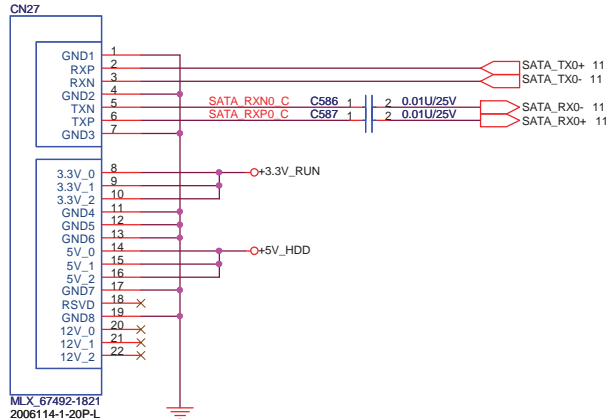 CN27
GND1 1
RXP 2 SATA_TX0+ 11
RXN 3 SATA_TX0- 11
GND2 4
TXN 5 SATA_RXN0_C C586 1 2 0.01U/25V SATA_RX0- 11
TXP 6 SATA_RXP0_C C587 1 2 0.01U/25V SATA_RX0+ 11
GND3 7
3.3V_0 8 +3.3V_RUN
3.3V_1 9
3.3V_2 10
GND4 11
GND5 12
GND6 13
5V_0 14 +5V_HDD
5V_1 15
5V_2 16
GND7 17
RSVD 18
GND8 19
12V_0 20
12V_1 21
12V_2 22
MLX_67492-1821
2006114-1-20P-L